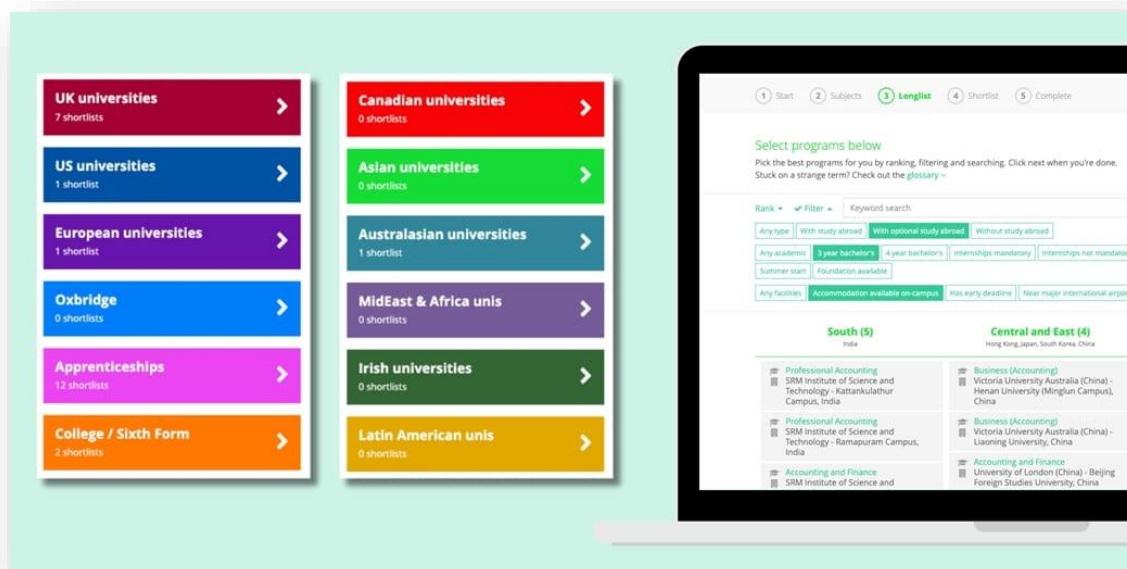 UK universities
7 shortlists
US universities
1 shortlist
European universities
1 shortlist
Oxbridge
0 shortlists
Apprenticeships
12 shortlists
College / Sixth Form
2 shortlists
Canadian universities
0 shortlists
Asian universities
0 shortlists
Australasian universities
1 shortlist
MidEast & Africa unis
0 shortlists
Irish universities
0 shortlists
Latin American unis
0 shortlists
1 Start 2 Subjects 3 Longlist 4 Shortlist 5 Complete
Select programs below
Pick the best programs for you by ranking, filtering and searching. Click next when you're done.
Stuck on a strange term? Check out the glossary
Rank Filter Keyword search
Any type With study abroad With optional study abroad Without study abroad
Any academic 3 year bachelor's 4 year bachelor's Internships mandatory Internships not mandator
Summer start Foundation available
Any facilities Accommodation available on-campus Has early deadline Near major international airpo
South (5)
India
Professional Accounting
SRM Institute of Science and
Technology - Kattankulathur
Campus, India
Professional Accounting
SRM Institute of Science and
Technology - Ramapuram Campus,
India
Accounting and Finance
SRM Institute of Science and
Central and East (4)
Hong Kong, Japan, South Korea, China
Business (Accounting)
Victoria University Australia (China) -
Henan University (Minglun Campus),
China
Business (Accounting)
Victoria University Australia (China) -
Liaoning University, China
Accounting and Finance
University of London (China) - Beijing
Foreign Studies University, China